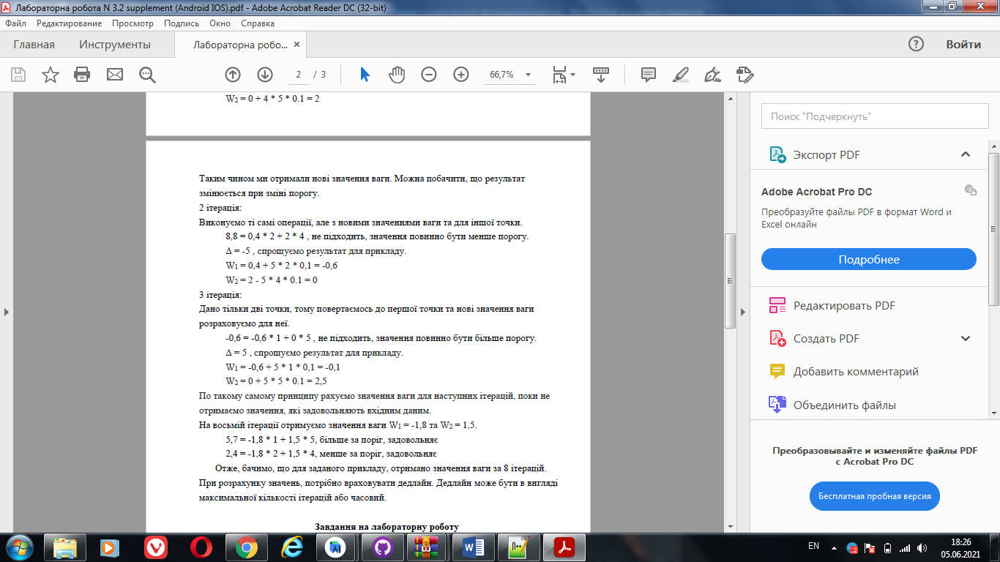 Лабораторна робота N 3.2 supplement (Android IOS).pdf - Adobe Acrobat Reader DC (32-bit)
Файл Редактирование Просмотр Подпись Окно Справка
Главная Инструменты Лабораторна робо... × Войти
2 / 3 66,7%
W2 = 0 + 4 * 5 * 0.1 = 2
Таким чином ми отримали нові значення ваги. Можна побачити, що результат
змінюється при зміні порогу.
2 ітерація:
Виконуємо ті самі операції, але з новими значеннями ваги та для іншої точки.
8,8 = 0,4 * 2 + 2 * 4 , не підходить, значення повинно бути менше порогу.
Δ = -5 , спрощуємо результат для прикладу.
W1 = 0,4 + 5 * 2 * 0,1 = -0,6
W2 = 2 - 5 * 4 * 0.1 = 0
3 ітерація:
Дано тільки дві точки, тому повертаємось до першої точки та нові значення ваги
розраховуємо для неї.
-0,6 = -0,6 * 1 + 0 * 5 , не підходить, значення повинно бути більше порогу.
Δ = 5 , спрощуємо результат для прикладу.
W1 = -0,6 + 5 * 1 * 0,1 = -0,1
W2 = 0 + 5 * 5 * 0.1 = 2,5
По такому самому принципу рахуємо значення ваги для наступних ітерацій, поки не
отримаємо значення, які задовольняють вхідним даним.
На восьмій ітерації отримуємо значення ваги W1 = -1,8 та W2 = 1,5.
5,7 = -1,8 * 1 + 1,5 * 5, більше за поріг, задовольняє
2,4 = -1,8 * 2 + 1,5 * 4, менше за поріг, задовольняє
Отже, бачимо, що для заданого прикладу, отримано значення ваги за 8 ітерацій.
При розрахунку значень, потрібно враховувати дедлайн. Дедлайн може бути в вигляді
максимальної кількості ітерацій або часовий.
Завдання на лабораторну роботу
Поиск "Подчеркнуть"
Экспорт PDF
Adobe Acrobat Pro DC
Преобразуйте файлы PDF в формат Word и
Excel онлайн
Подробнее
Редактировать PDF
Создать PDF
Добавить комментарий
Объединить файлы
Преобразовывайте и изменяйте файлы PDF
с Acrobat Pro DC
Бесплатная пробная версия
EN 18:26
05.06.2021